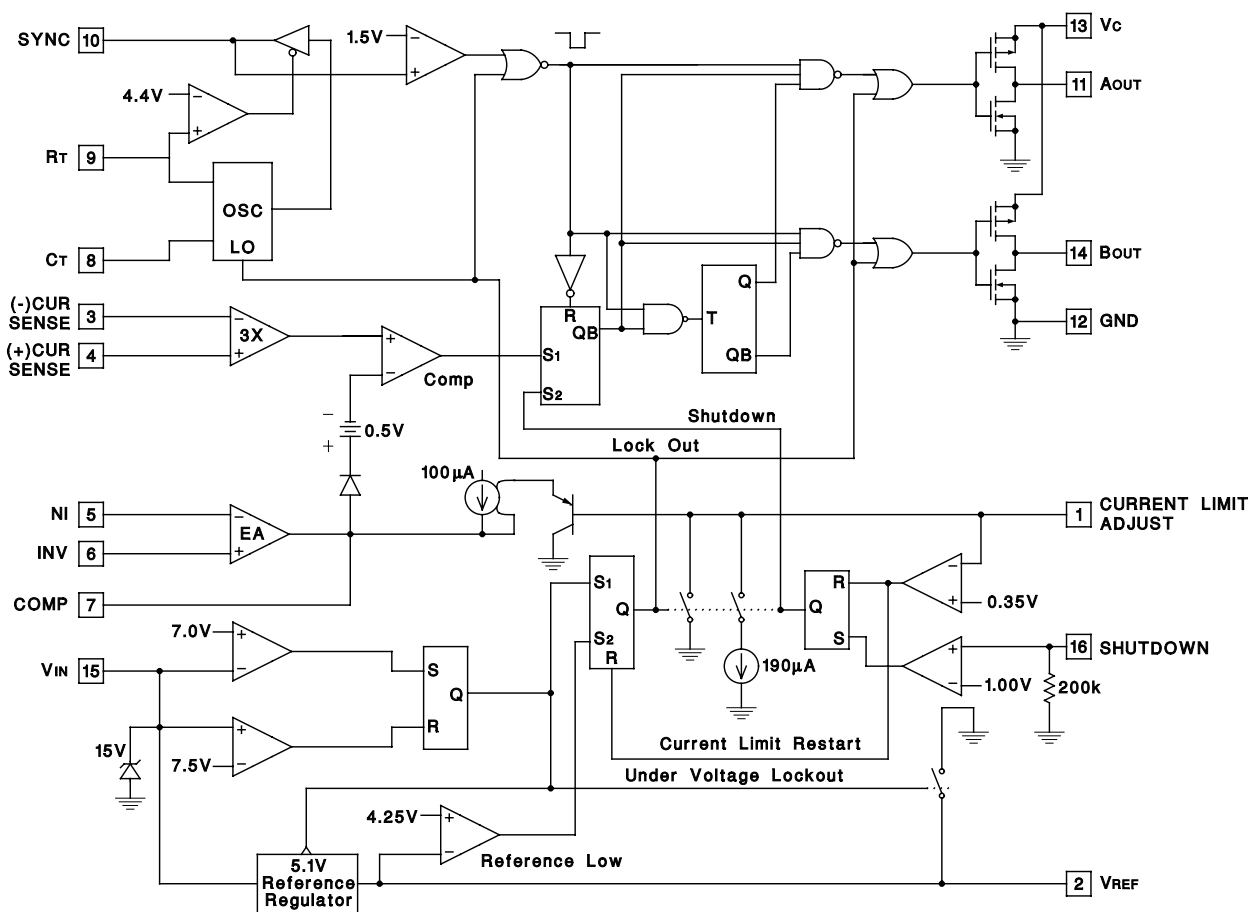 SYNC 10
1.5V
13 VC
4.4V
11 AOUT
RT 9
OSC
LO
CT 8
14 BOUT
(-)CUR
SENSE 3
3X
(+)CUR
SENSE 4
R
QB
S1
S2
T
Q
QB
12 GND
Comp
− 0.5V
+
Shutdown
Lock Out
100µA
NI 5
EA
INV 6
1 CURRENT LIMIT
ADJUST
COMP 7
S1
Q
S2
R
R
Q
S
0.35V
7.0V
VIN 15
S
Q
R
190µA
16 SHUTDOWN
1.00V
200k
15V
7.5V
Current Limit Restart
Under Voltage Lockout
4.25V
Reference Low
5.1V
Reference
Regulator
2 VREF